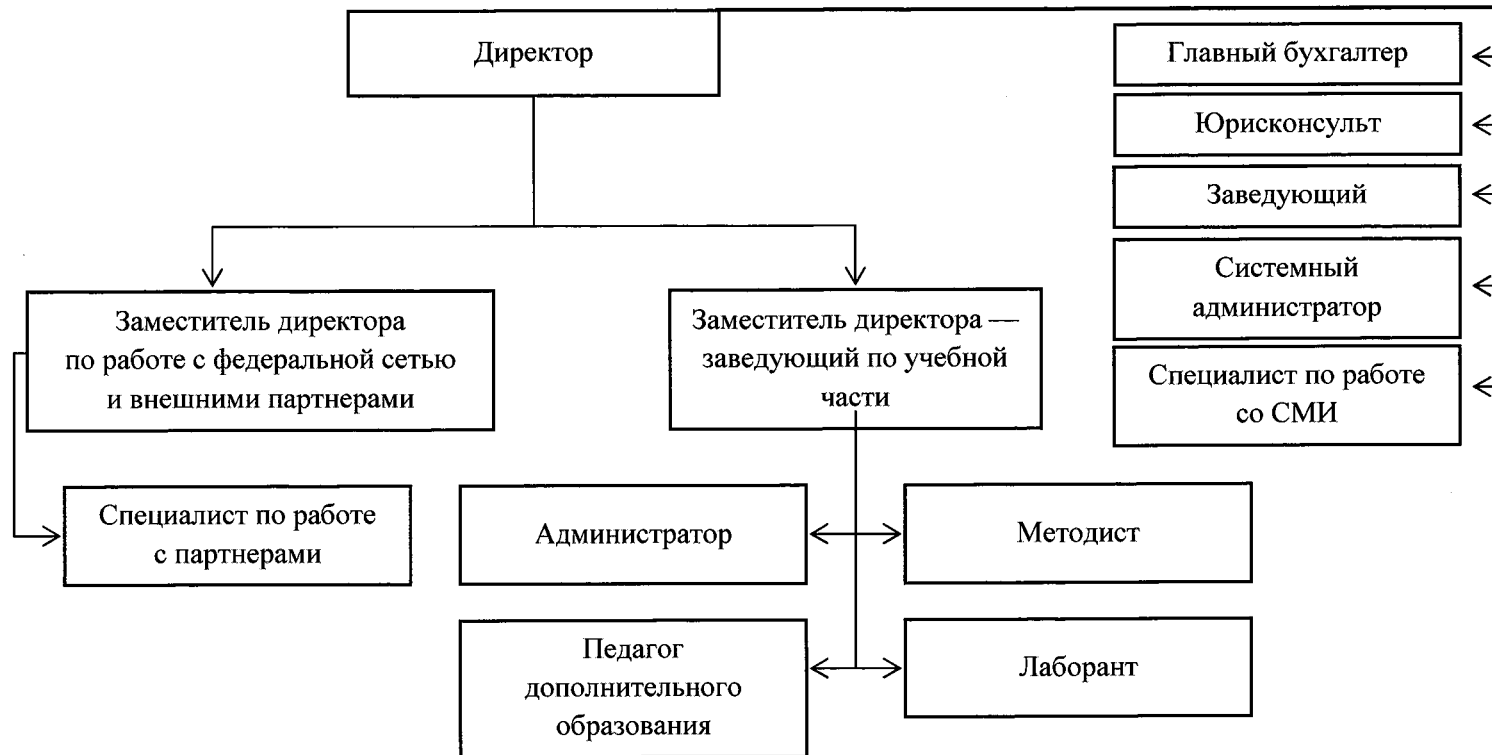 Директор
Главный бухгалтер
Юрисконсульт
Заведующий
Системный
администратор
Специалист по работе
со СМИ
Заместитель директора
по работе с федеральной сетью
и внешними партнерами
Заместитель директора —
заведующий по учебной
части
Специалист по работе
с партнерами
Администратор
Методист
Педагог
дополнительного
образования
Лаборант